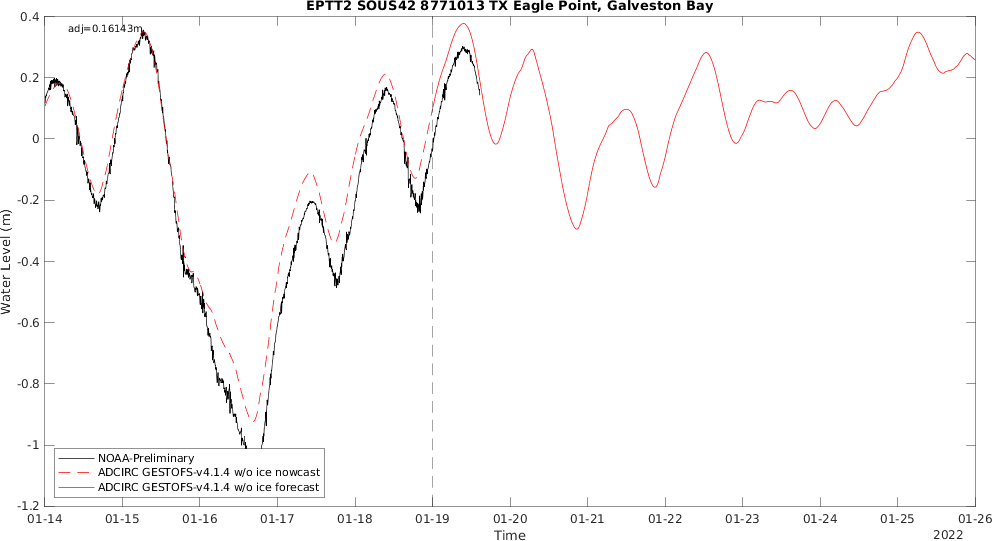 EPTT2 SOUS42 8771013 TX Eagle Point, Galveston Bay
adj=0.16143m
0.4
0.2
0
-0.2
-0.4
-0.6
-0.8
-1
-1.2
Water Level (m)
NOAA-Preliminary
ADCIRC GESTOFS-v4.1.4 w/o ice nowcast
ADCIRC GESTOFS-v4.1.4 w/o ice forecast
01-14 01-15 01-16 01-17 01-18 01-19 01-20 01-21 01-22 01-23 01-24 01-25 01-26
Time
2022